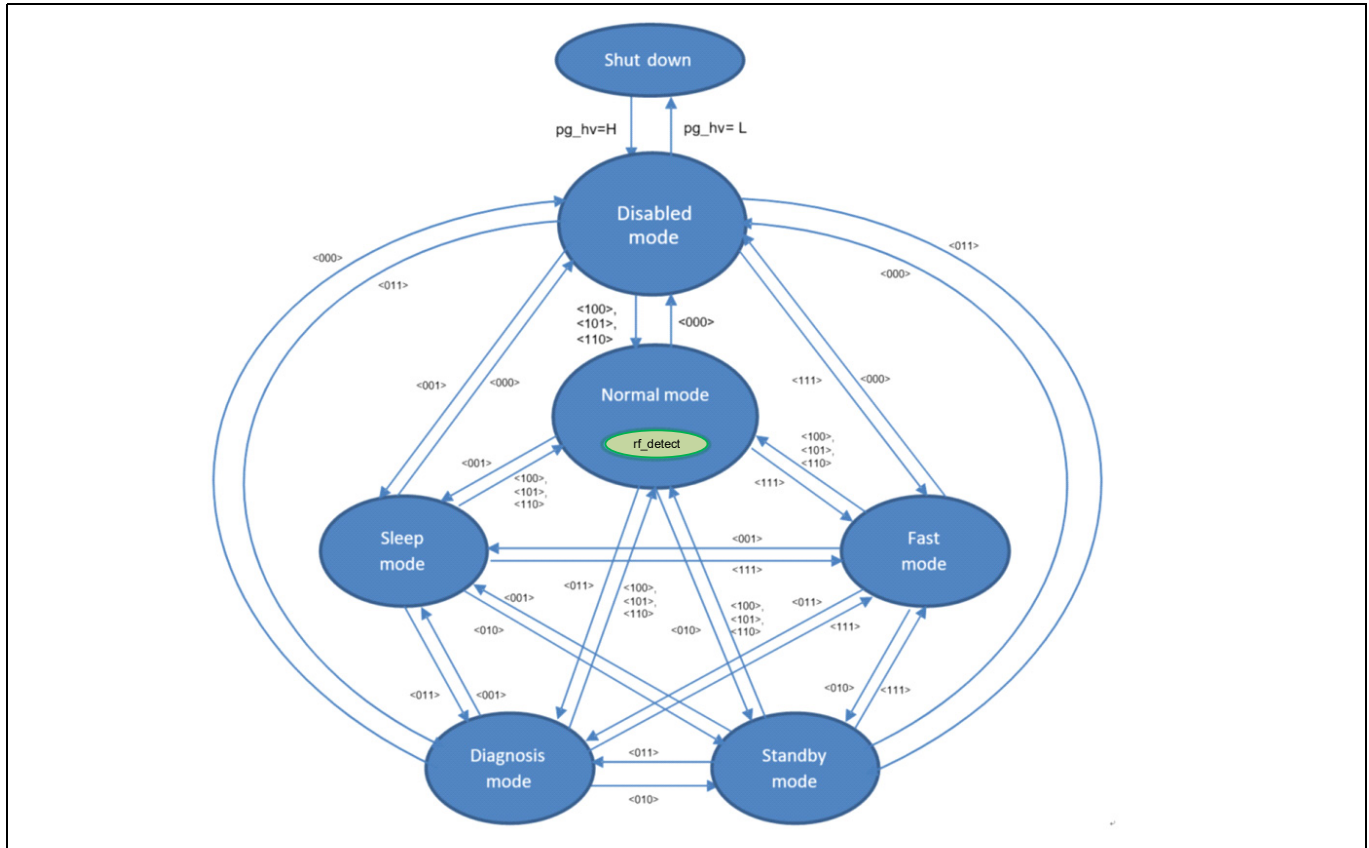 Shut down
pg_hv=H
pg_hv= L
Disabled
mode
<000>
<011>
<011>
<000>
<100>,
<101>,
<110>
<000>
<001>
<000>
<111>
<000>
Normal mode
rf_detect
<001>
<100>,
<101>,
<110>
<100>,
<101>,
<110>
<111>
Sleep
mode
Fast
mode
<001>
<111>
<001>
<010>
<011>
<100>,
<101>,
<110>
<010>
<100>,
<101>,
<110>
<011>
<111>
<011>
<001>
<010>
<111>
Diagnosis
mode
<011>
<010>
Standby
mode